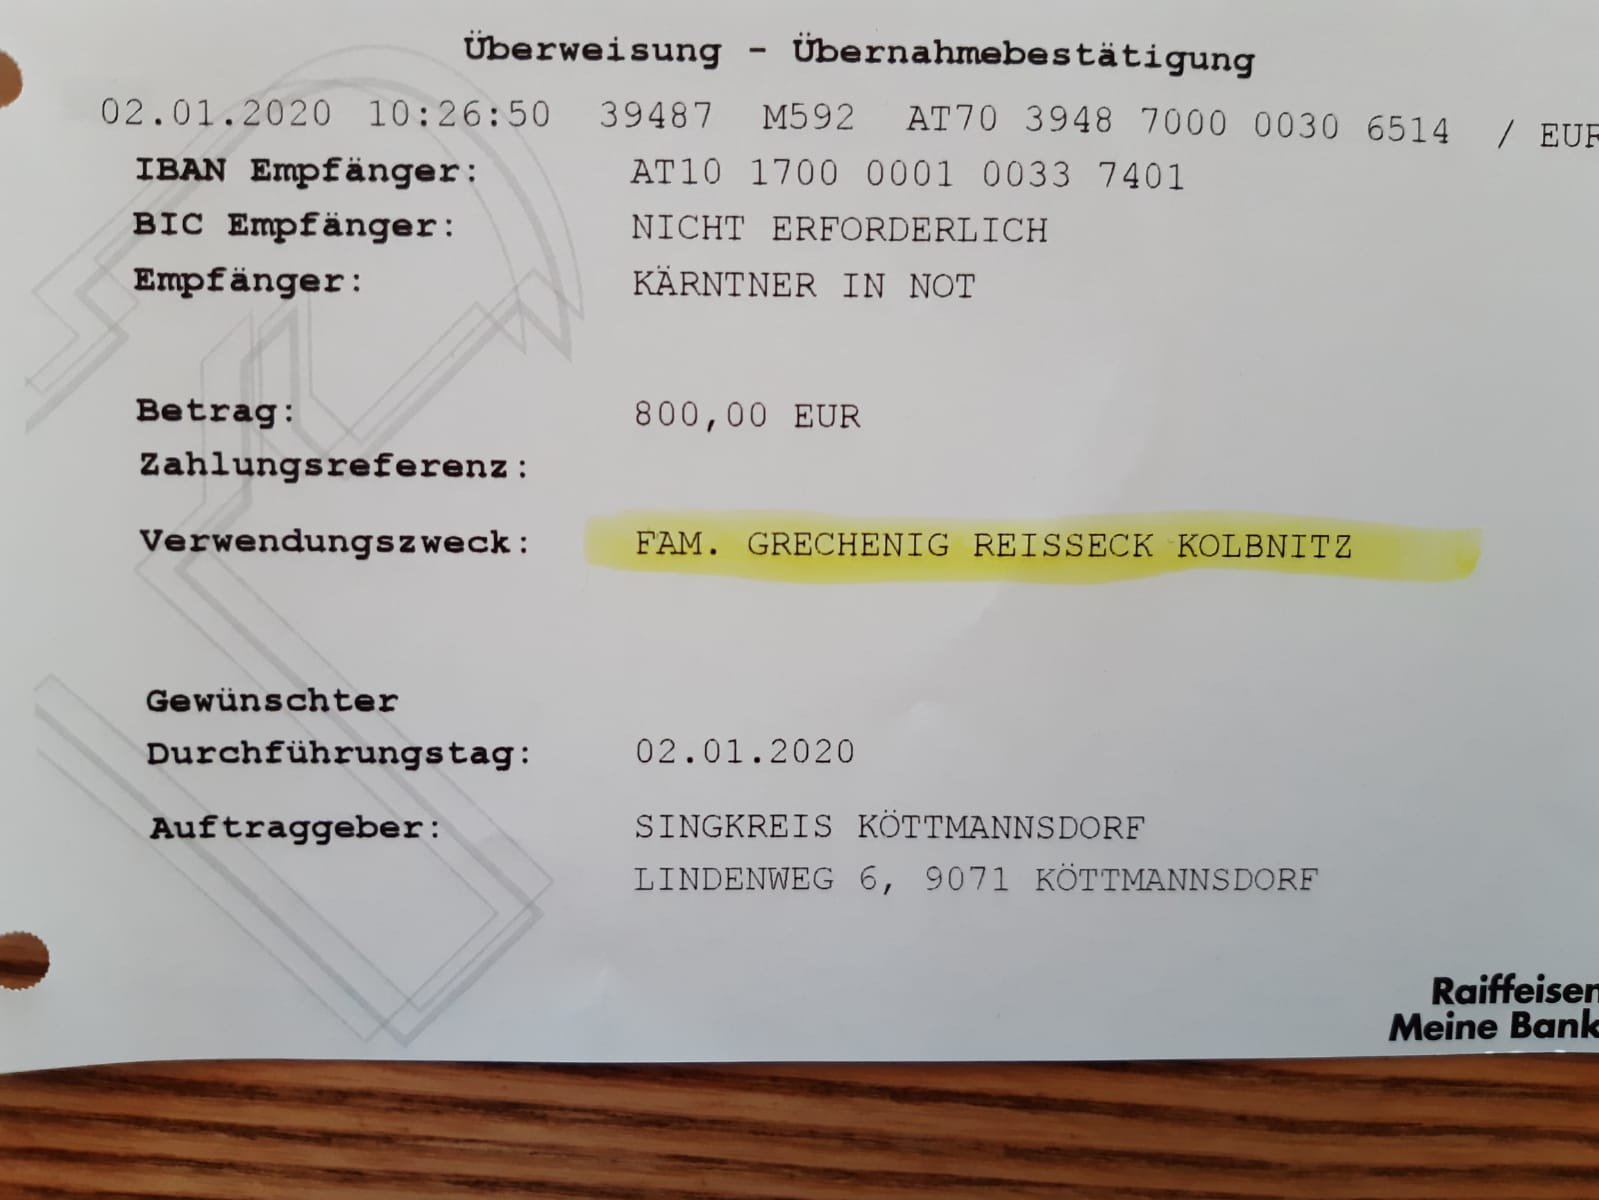 Überweisung - Übernahmebestätigung
02.01.2020 10:26:50 39487 M592 AT70 3948 7000 0030 6514 / EUR
IBAN Empfänger: AT10 1700 0001 0033 7401
BIC Empfänger: NICHT ERFORDERLICH
Empfänger: KÄRNTNER IN NOT
Betrag: 800,00 EUR
Zahlungsreferenz:
Verwendungszweck: FAM. GRECHENIG REISSECK KOLBNITZ
Gewünschter
Durchführungstag: 02.01.2020
Auftraggeber: SINGKREIS KÖTTMANNSDORF
LINDENWEG 6, 9071 KÖTTMANNSDORF
Raiffeisen
Meine Bank